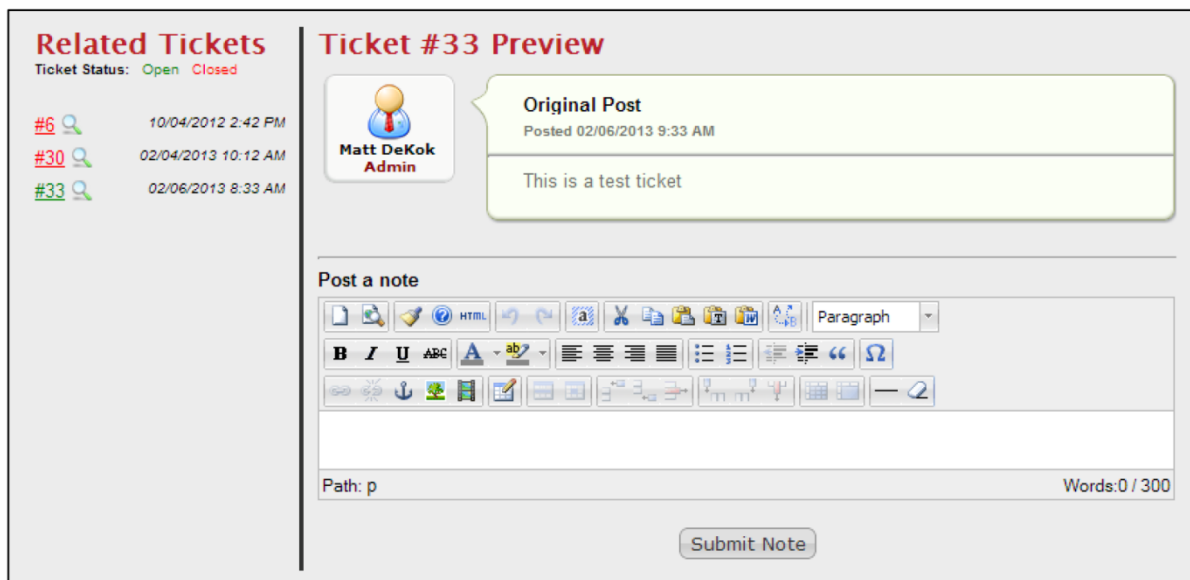 Related Tickets
Ticket Status: Open Closed
#6 10/04/2012 2:42 PM
#30 02/04/2013 10:12 AM
#33 02/06/2013 8:33 AM
Ticket #33 Preview
Matt DeKok
Admin
Original Post
Posted 02/06/2013 9:33 AM
This is a test ticket
Post a note
HTML Paragraph
B I U ABC A ab
Path: p Words:0 / 300
Submit Note